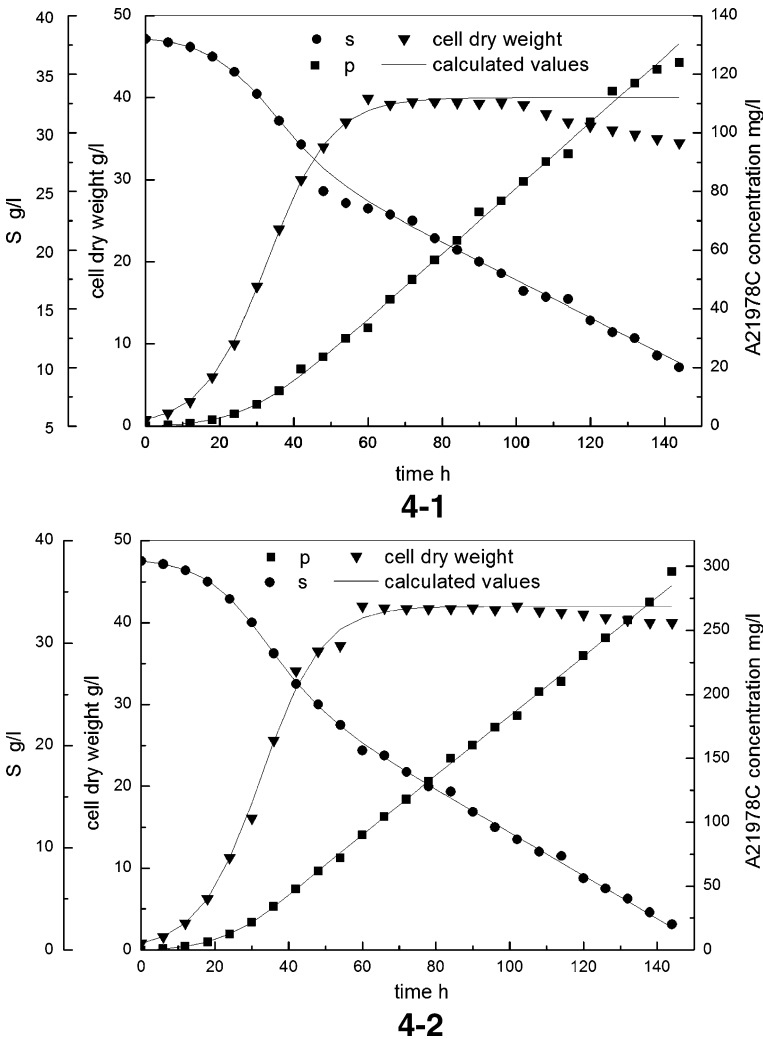 40
35
30
25
20
15
10
5
S g/l
50
40
30
20
10
0
cell dry weight g/l
s
cell dry weight
p
calculated values
140
120
100
80
60
40
20
0
A21978C concentration mg/l
0 20 40 60 80 100 120 140
time h
4-1
40
30
20
10
0
S g/l
50
40
30
20
10
0
cell dry weight g/l
p
cell dry weight
s
calculated values
300
250
200
150
100
50
0
A21978C concentration mg/l
0 20 40 60 80 100 120 140
time h
4-2